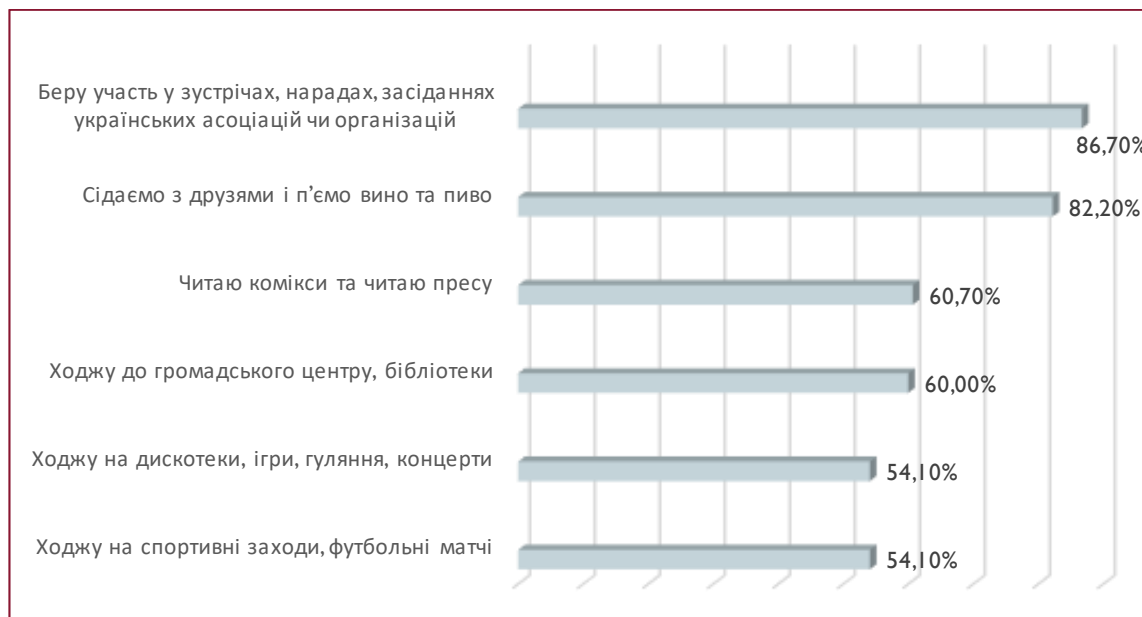 Беру участь у зустрічах, нарадах, засіданнях
українських асоціацій чи організацій
86,70%
Сідаємо з друзями і п’ємо вино та пиво
82,20%
Читаю комікси та читаю пресу
60,70%
Ходжу до громадського центру, бібліотеки
60,00%
Ходжу на дискотеки, ігри, гуляння, концерти
54,10%
Ходжу на спортивні заходи, футбольні матчі
54,10%